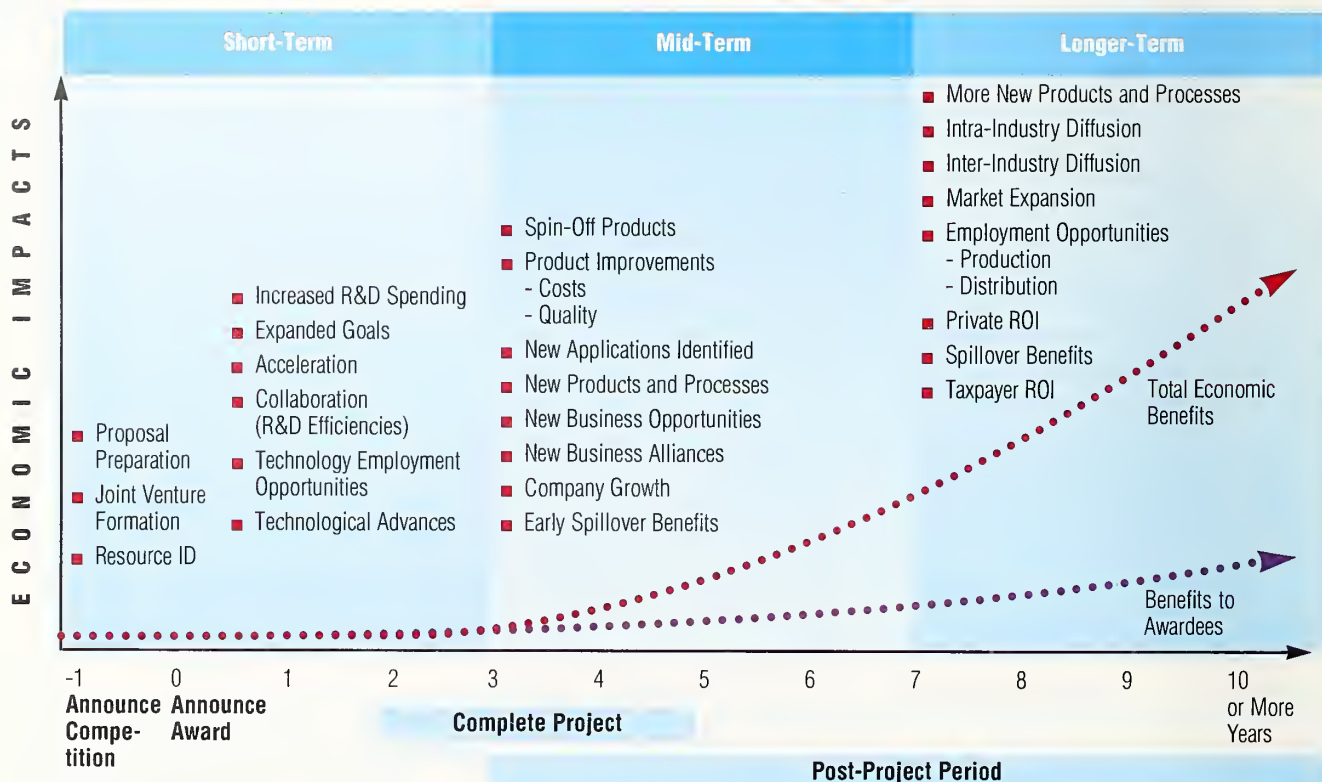 Short-Term
Mid-Term
Longer-Term
ECONOMIC IMPACTS
Proposal
Preparation
Joint Venture
Formation
Resource ID
Increased R&D Spending
Expanded Goals
Acceleration
Collaboration
(R&D Efficiencies)
Technology Employment
Opportunities
Technological Advances
Spin-Off Products
Product Improvements
- Costs
- Quality
New Applications Identified
New Products and Processes
New Business Opportunities
New Business Alliances
Company Growth
Early Spillover Benefits
More New Products and Processes
Intra-Industry Diffusion
Inter-Industry Diffusion
Market Expansion
Employment Opportunities
- Production
- Distribution
Private ROI
Spillover Benefits
Taxpayer ROI
Total Economic
Benefits
Benefits to
Awardees
-1 0 1 2 3 4 5 6 7 8 9 10
or More
Years
Announce
Compe-
tition
Announce
Award
Complete Project
Post-Project Period